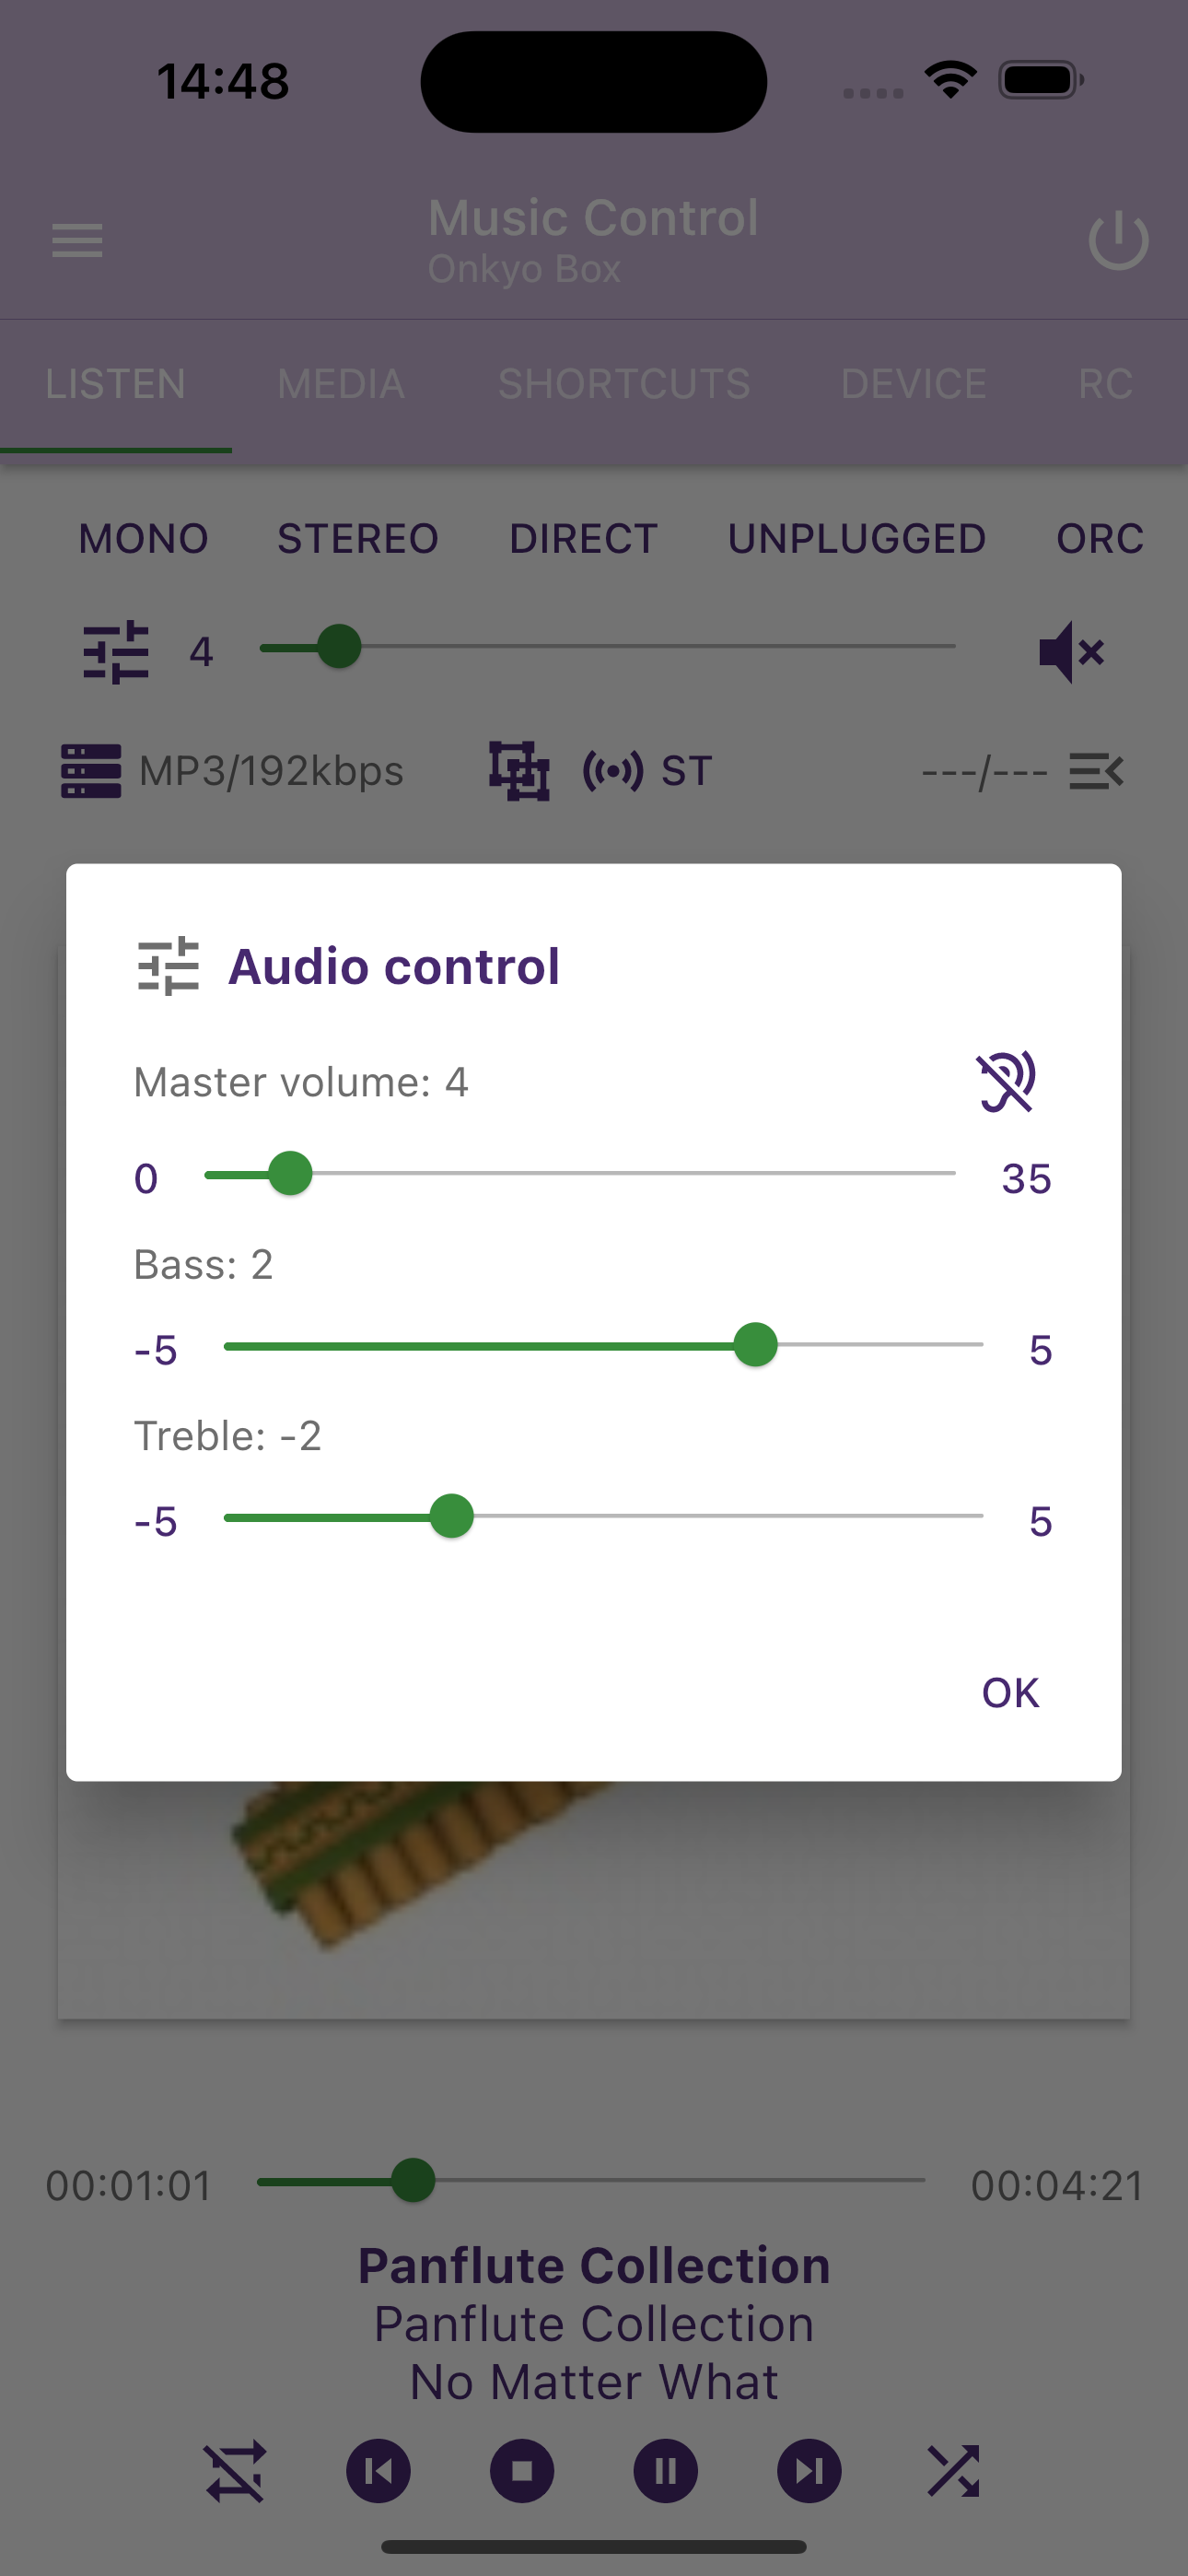 14:48
Music Control
Onkyo Box
LISTEN MEDIA SHORTCUTS DEVICE RC
MONO STEREO DIRECT UNPLUGGED ORC
4
MP3/192kbps ST ---/---
Audio control
Master volume: 4
0 35
Bass: 2
-5 5
Treble: -2
-5 5
OK
00:01:01 00:04:21
Panflute Collection
Panflute Collection
No Matter What